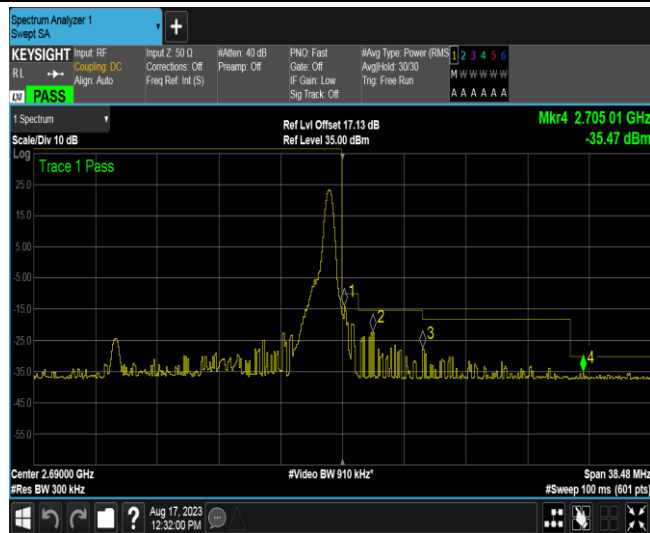 Spectrum Analyzer 1
Swept SA
+
KEYSIGHT
RL
LXI
PASS
Input: RF
Coupling: DC
Align: Auto
Input Z: 50 Ω
Corrections: Off
Freq Ref: Int (S)
#Atten: 40 dB
Preamp: Off
PNO: Fast
Gate: Off
IF Gain: Low
Sig Track: Off
#Avg Type: Power (RMS
Avg|Hold: 30/30
Trig: Free Run
1 2 3 4 5 6
M W W W W W
A A A A A A
1 Spectrum
Scale/Div 10 dB
Ref Lvl Offset 17.13 dB
Ref Level 35.00 dBm
Mkr4 2.705 01 GHz
-35.47 dBm
Log
Trace 1 Pass
25.0
15.0
5.00
-5.00
-15.0
-25.0
-35.0
-45.0
-55.0
1
2
3
4
Center 2.69000 GHz
#Video BW 910 kHz*
Span 38.48 MHz
#Res BW 300 kHz
#Sweep 100 ms (601 pts)
?
Aug 17, 2023
12:32:00 PM